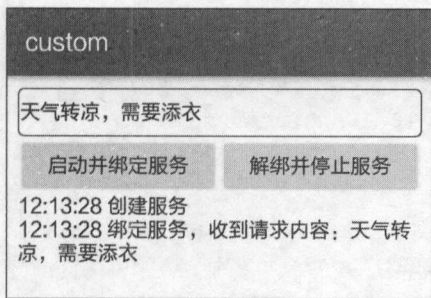 custom
天气转凉，需要添衣
启动并绑定服务 解绑并停止服务
12:13:28 创建服务
12:13:28 绑定服务，收到请求内容：天气转
凉，需要添衣